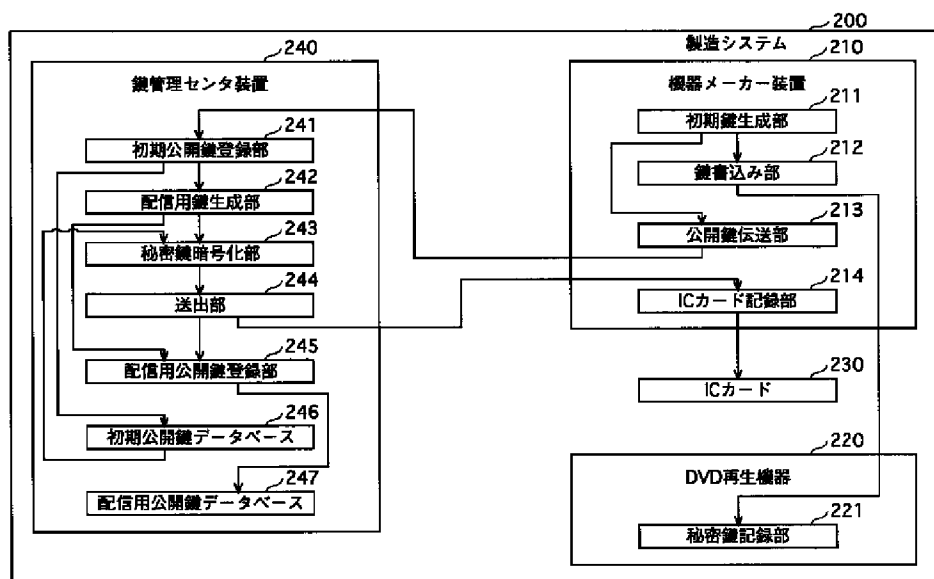 200
製造システム
240
鍵管理センタ装置
241
初期公開鍵登録部
242
配信用鍵生成部
243
秘密鍵暗号化部
244
送出部
245
配信用公開鍵登録部
246
初期公開鍵データベース
247
配信用公開鍵データベース
210
機器メーカー装置
211
初期鍵生成部
212
鍵書込み部
213
公開鍵伝送部
214
ICカード記録部
230
ICカード
220
DVD再生機器
221
秘密鍵記録部